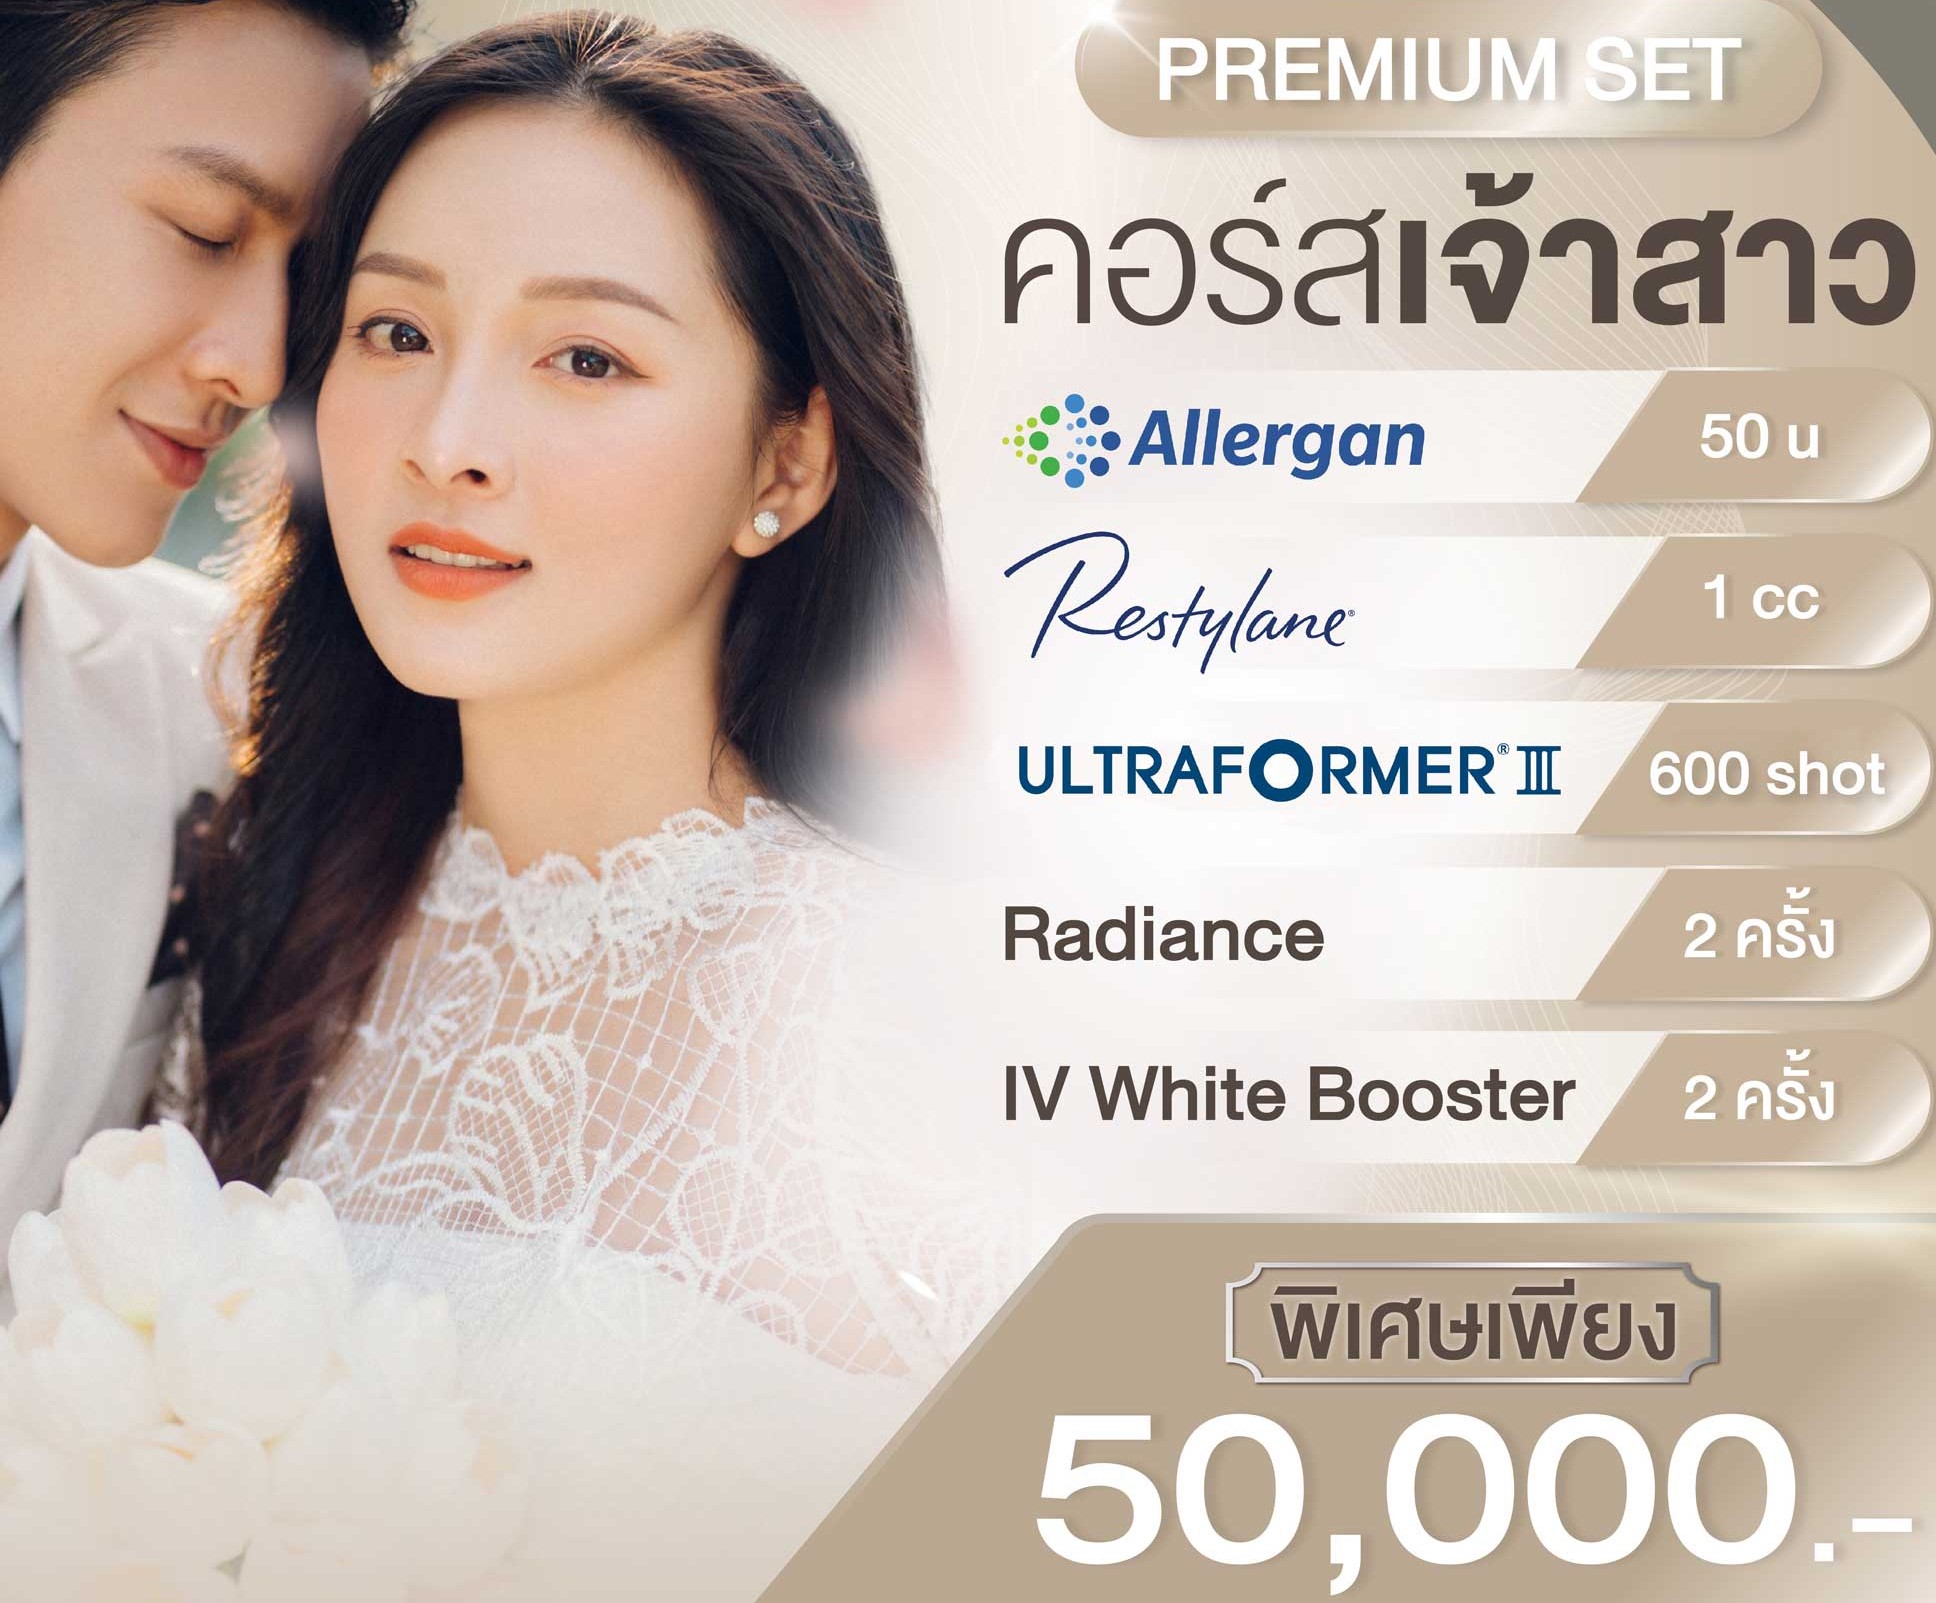 PREMIUM SET
คอร์สเจ้าสาว
Allergan 50 u
Restylane® 1 cc
ULTRAFORMER® III 600 shot
Radiance 2 ครั้ง
IV White Booster 2 ครั้ง
พิเศษเพียง
50,000.-